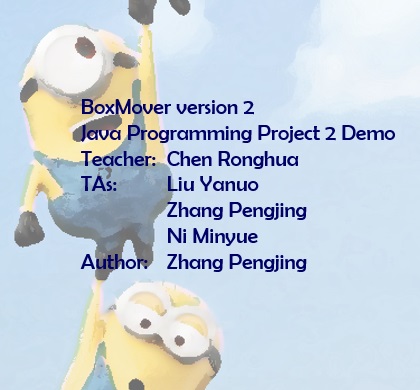 BoxMover version 2
Java Programming Project 2 Demo
Teacher: Chen Ronghua
TAs: Liu Yanuo
Zhang Pengjing
Ni Minyue
Author: Zhang Pengjing